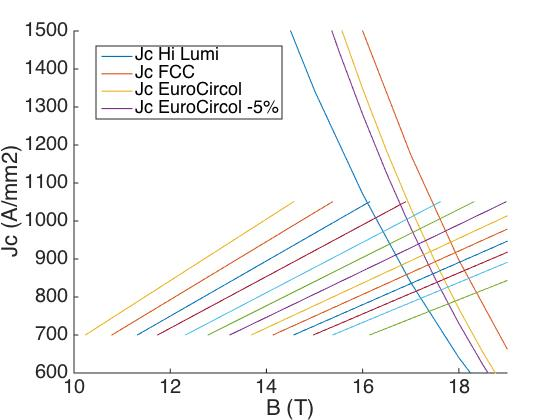 1500
1400
1300
1200
1100
1000
900
800
700
600
Jc (A/mm2)
Jc Hi Lumi
Jc FCC
Jc EuroCircol
Jc EuroCircol -5%
10 12 14 16 18
B (T)